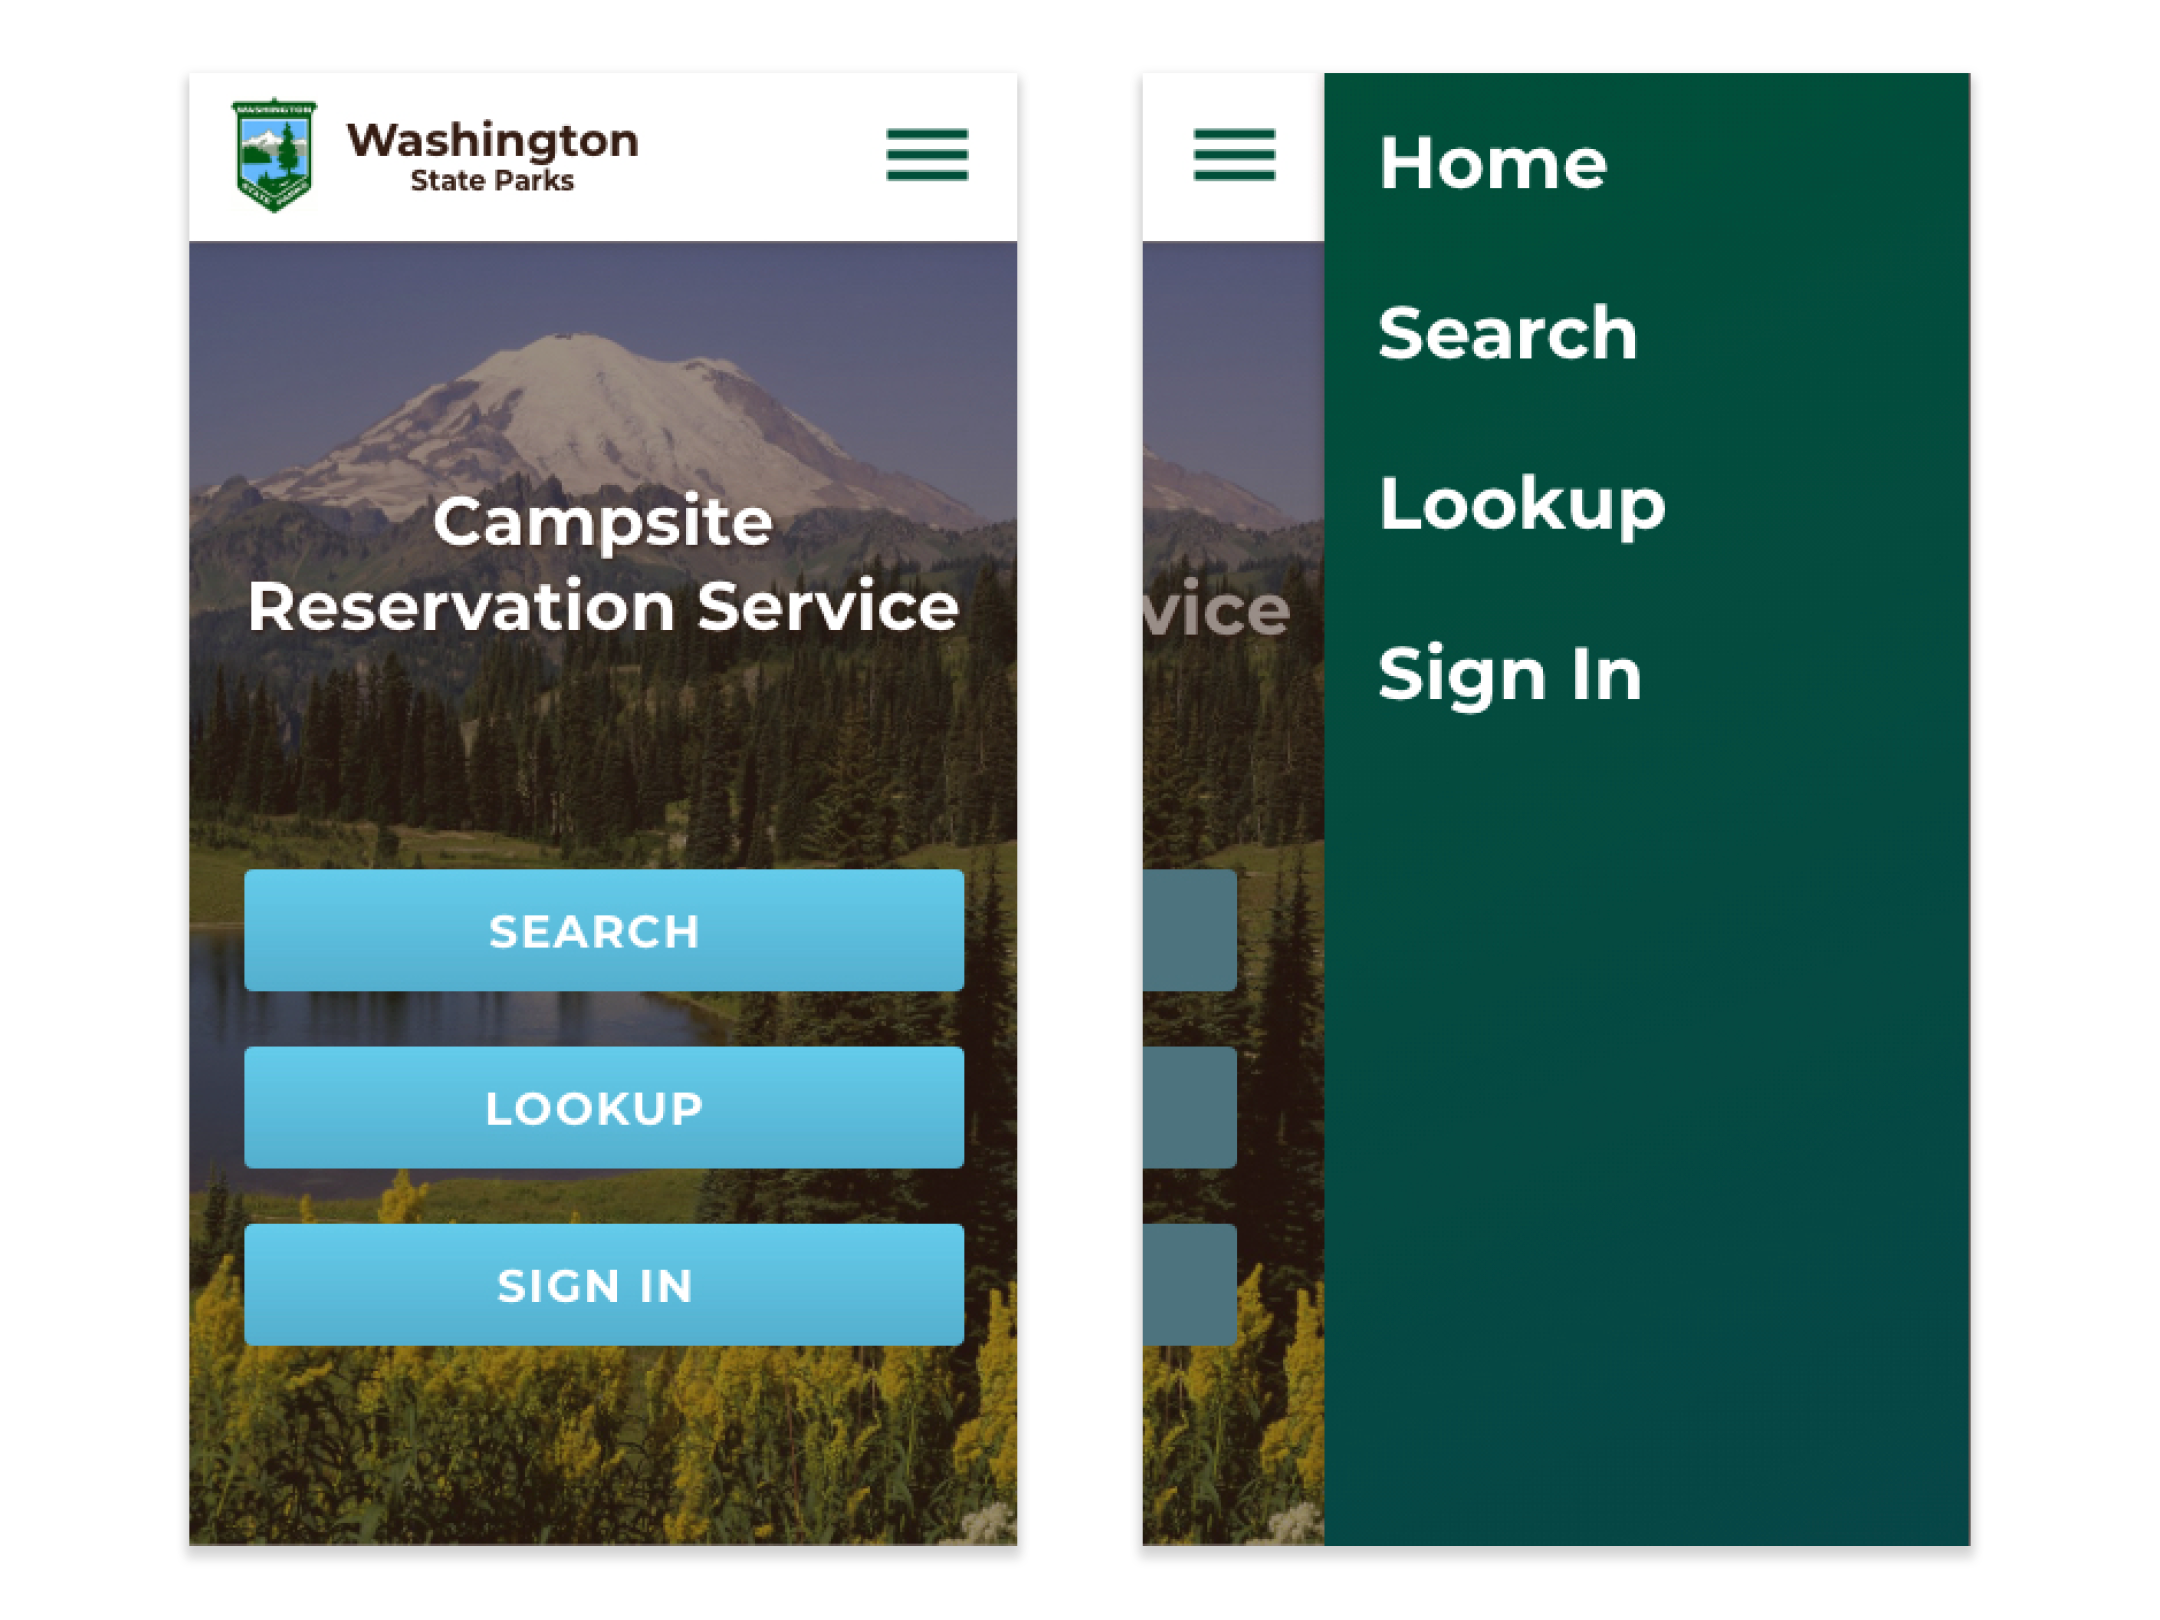 WASHINGTON
STATE PARKS
Washington
State Parks
Campsite
Reservation Service
SEARCH
LOOKUP
SIGN IN
vice
Home
Search
Lookup
Sign In